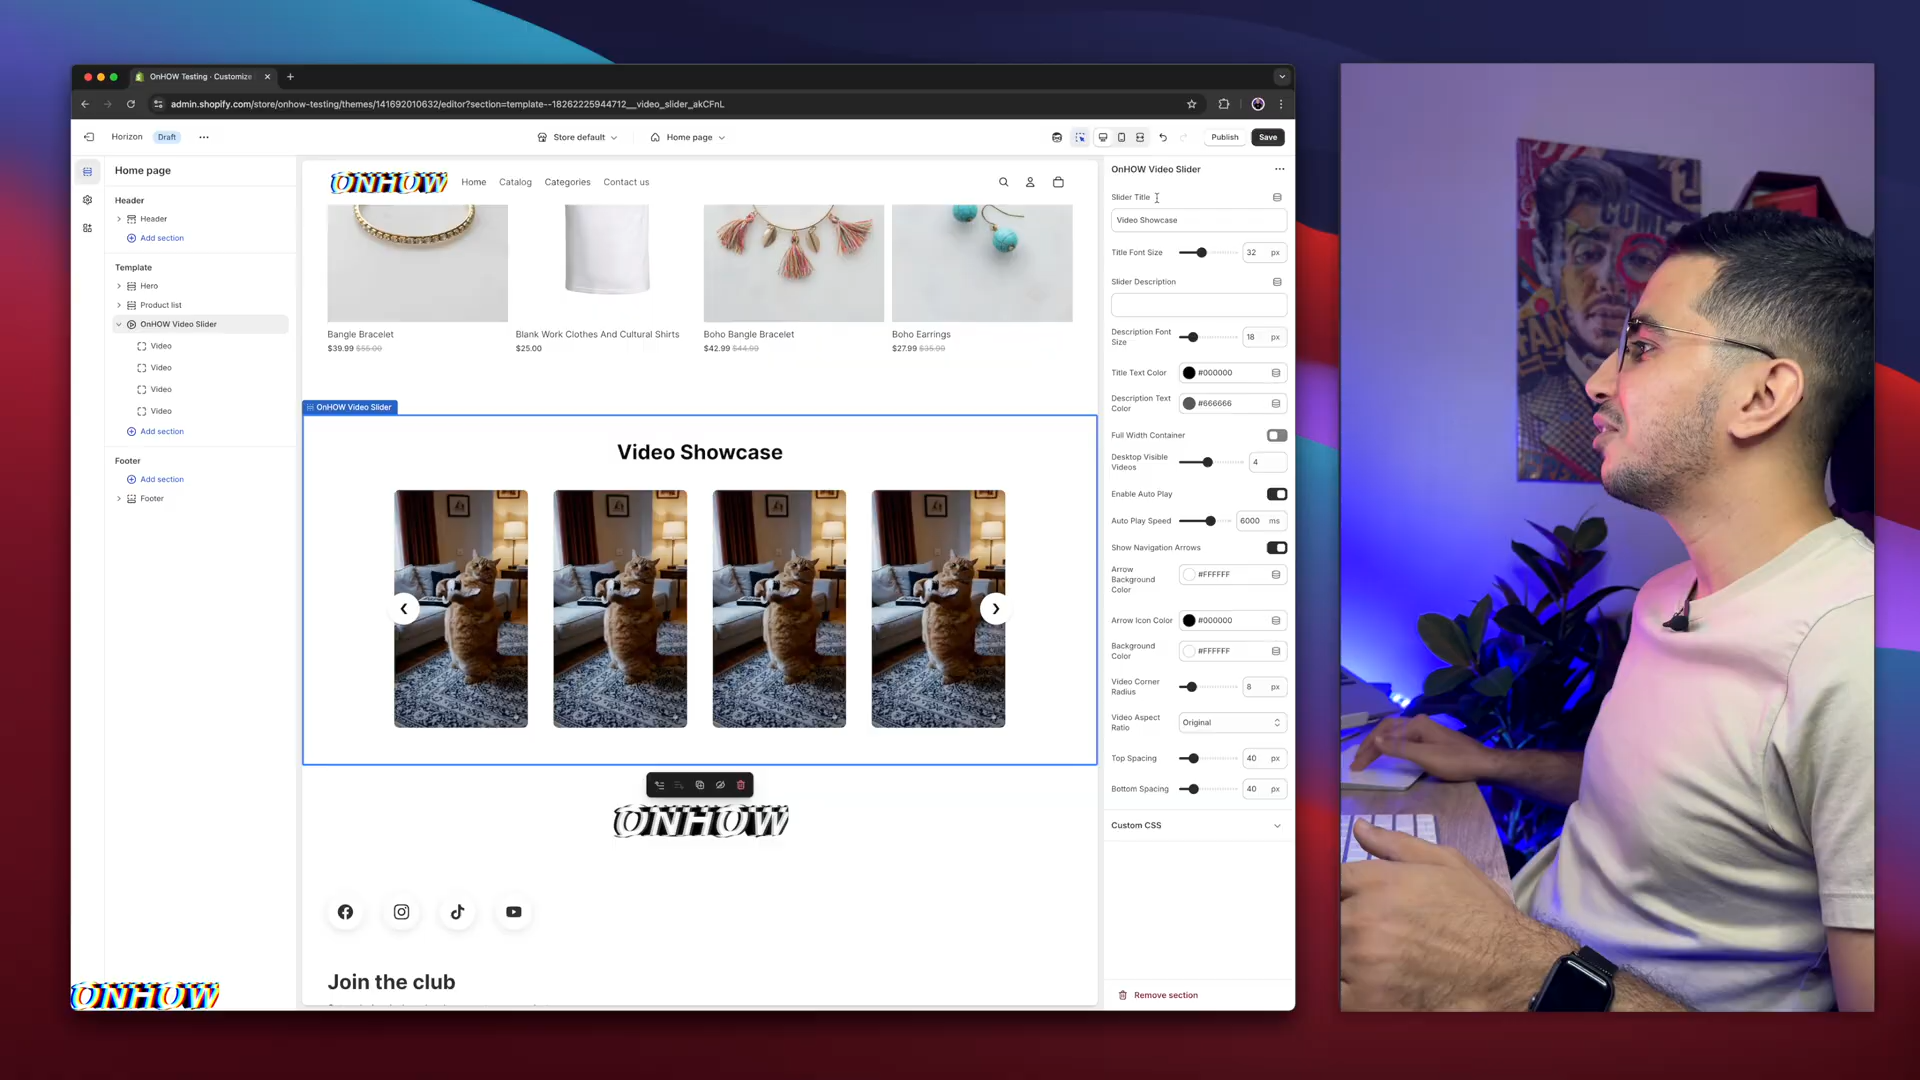 OnHOW Testing · Customize
admin.shopify.com/store/onhow-testing/themes/141692010632/editor?section=template--18262225944712__video_slider_akCFnL
Horizon Draft
Store default
Home page
Publish
Save
Home page
Header
Header
Add section
Template
Hero
Product list
OnHOW Video Slider
Video
Video
Video
Video
Add section
Footer
Add section
Footer
ONHOW
Home Catalog Categories Contact us
Bangle Bracelet
$39.99 $55.00
Blank Work Clothes And Cultural Shirts
$25.00
Boho Bangle Bracelet
$42.99 $44.99
Boho Earrings
$27.99 $35.99
OnHOW Video Slider
Video Showcase
ONHOW
Join the club
OnHOW Video Slider
Slider Title
Video Showcase
Title Font Size 32 px
Slider Description
Description Font
Size
18 px
Title Text Color #000000
Description Text
Color
#666666
Full Width Container
Desktop Visible
Videos
4
Enable Auto Play
Auto Play Speed 6000 ms
Show Navigation Arrows
Arrow
Background
Color
#FFFFFF
Arrow Icon Color #000000
Background
Color
#FFFFFF
Video Corner
Radius
8 px
Video Aspect
Ratio
Original
Top Spacing 40 px
Bottom Spacing 40 px
Custom CSS
Remove section
ONHOW